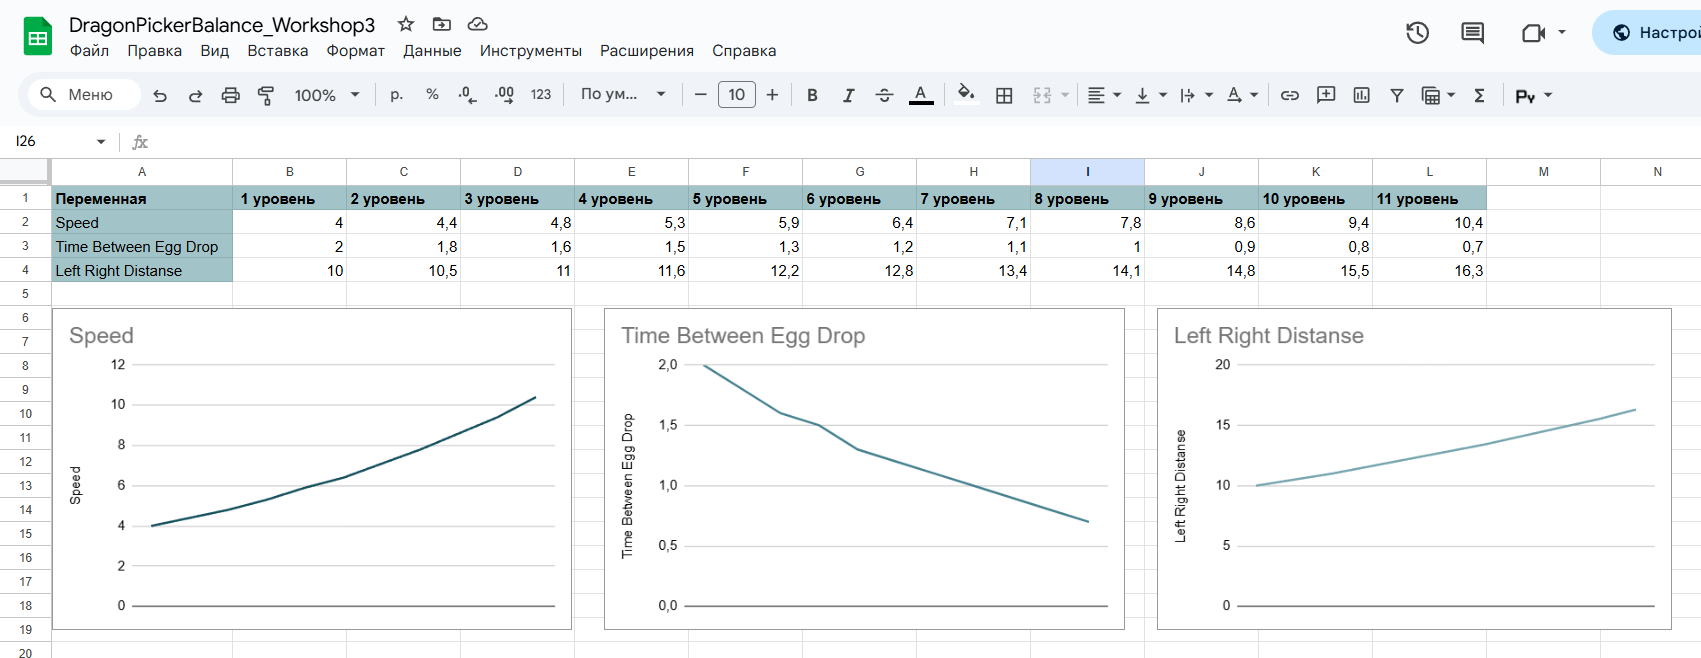 DragonPickerBalance_Workshop3
Файл Правка Вид Вставка Формат Данные Инструменты Расширения Справка
Настрой
Меню 100% р. % .0 .00 123 По ум... 10 B I A A Σ Py
I26 fx
A B C D E F G H I J K L M N
1 Переменная 1 уровень 2 уровень 3 уровень 4 уровень 5 уровень 6 уровень 7 уровень 8 уровень 9 уровень 10 уровень 11 уровень
2 Speed 4 4,4 4,8 5,3 5,9 6,4 7,1 7,8 8,6 9,4 10,4
3 Time Between Egg Drop 2 1,8 1,6 1,5 1,3 1,2 1,1 1 0,9 0,8 0,7
4 Left Right Distanse 10 10,5 11 11,6 12,2 12,8 13,4 14,1 14,8 15,5 16,3
5
6
7
8
9
10
11
12
13
14
15
16
17
18
19
20
Speed
12
10
8
6
4
2
0
Speed
Time Between Egg Drop
2,0
1,5
1,0
0,5
0,0
Time Between Egg Drop
Left Right Distanse
20
15
10
5
0
Left Right Distanse